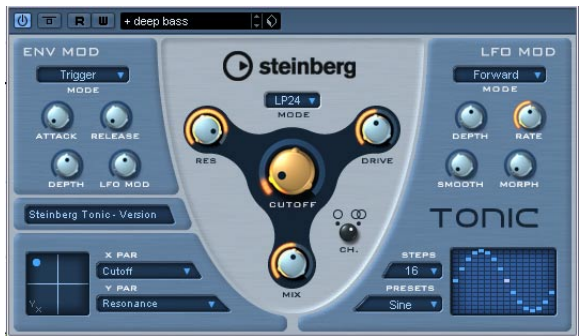 R W + deep bass
ENV MOD
Trigger
MODE
ATTACK RELEASE
DEPTH LFO MOD
Steinberg Tonic - Version
X PAR
Cutoff
Y PAR
Resonance
Y X
steinberg
LP24
MODE
RES
DRIVE
CUTOFF
CH.
MIX
LFO MOD
Forward
MODE
DEPTH RATE
SMOOTH MORPH
TONIC
STEPS
16
PRESETS
Sine